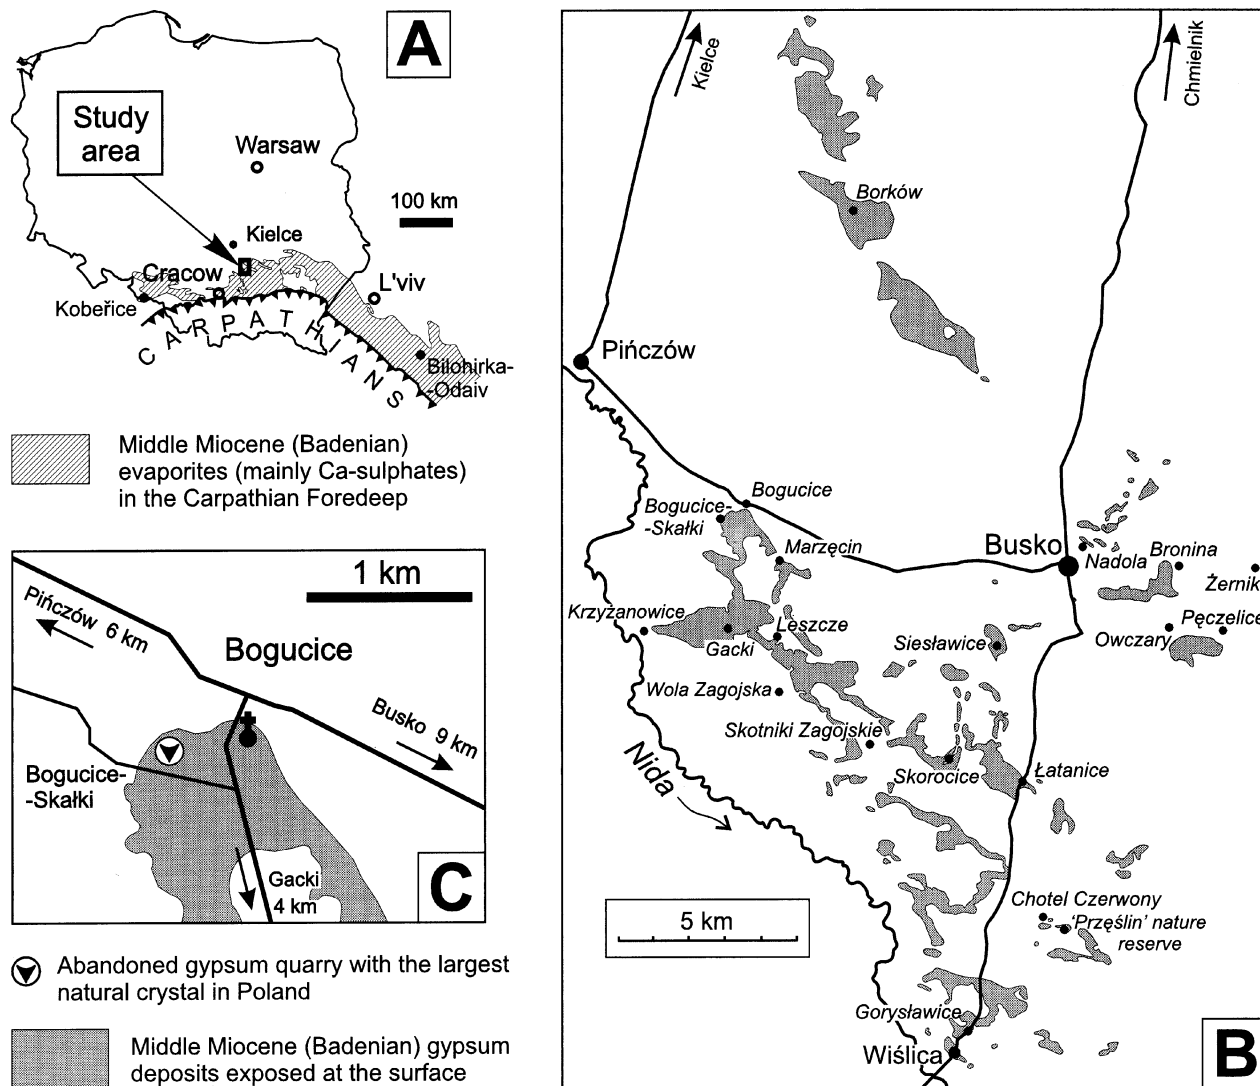 A
Study
area
Warsaw
100 km
Kielce
Cracow
L'viv
Kobeřice
CARPATHIANS
Bilohirka-
-Odaiv
Middle Miocene (Badenian)
evaporites (mainly Ca-sulphates)
in the Carpathian Foredeep
1 km
Pińczów 6 km
Bogucice
Busko 9 km
Bogucice-
-Skałki
Gacki
4 km
C
Abandoned gypsum quarry with the largest
natural crystal in Poland
Middle Miocene (Badenian) gypsum
deposits exposed at the surface
Kielce
Chmielnik
Borków
Pińczów
Bogucice
Bogucice-
-Skałki
Marzęcin
Busko
Nadola
Bronina
Żernik
Krzyżanowice
Gacki
Leszcze
Siesławice
Owczary
Pęczelice
Wola Zagojska
Skotniki Zagojskie
Skorocice
Łatanice
Nida
5 km
Chotel Czerwony
'Przęślin' nature
reserve
Gorysławice
Wiślica
B